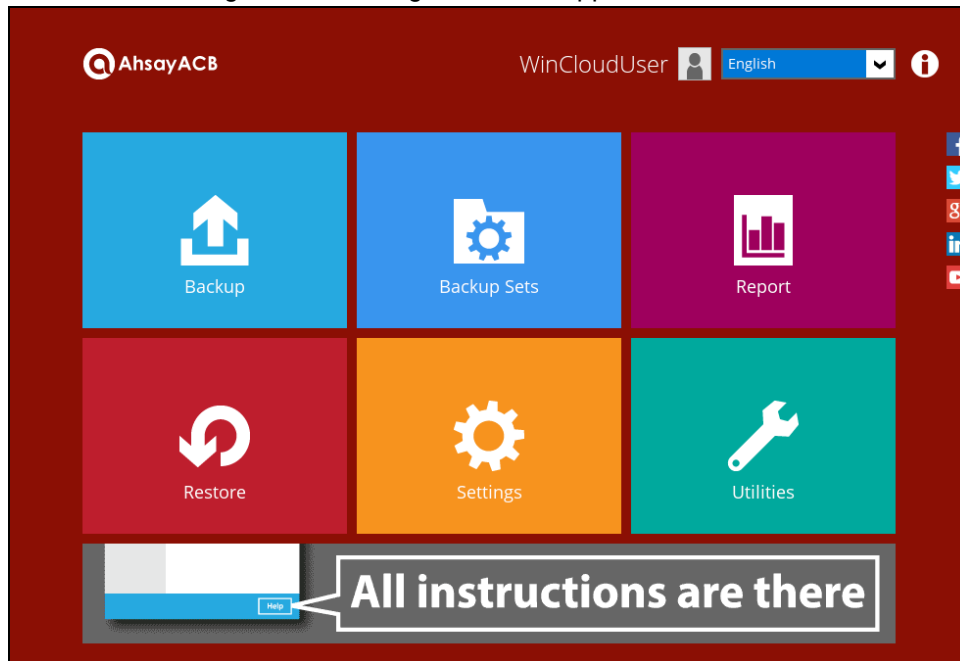 AhsayACB
WinCloudUser
English
i
Backup
Backup Sets
Report
Restore
Settings
Utilities
Help
All instructions are there